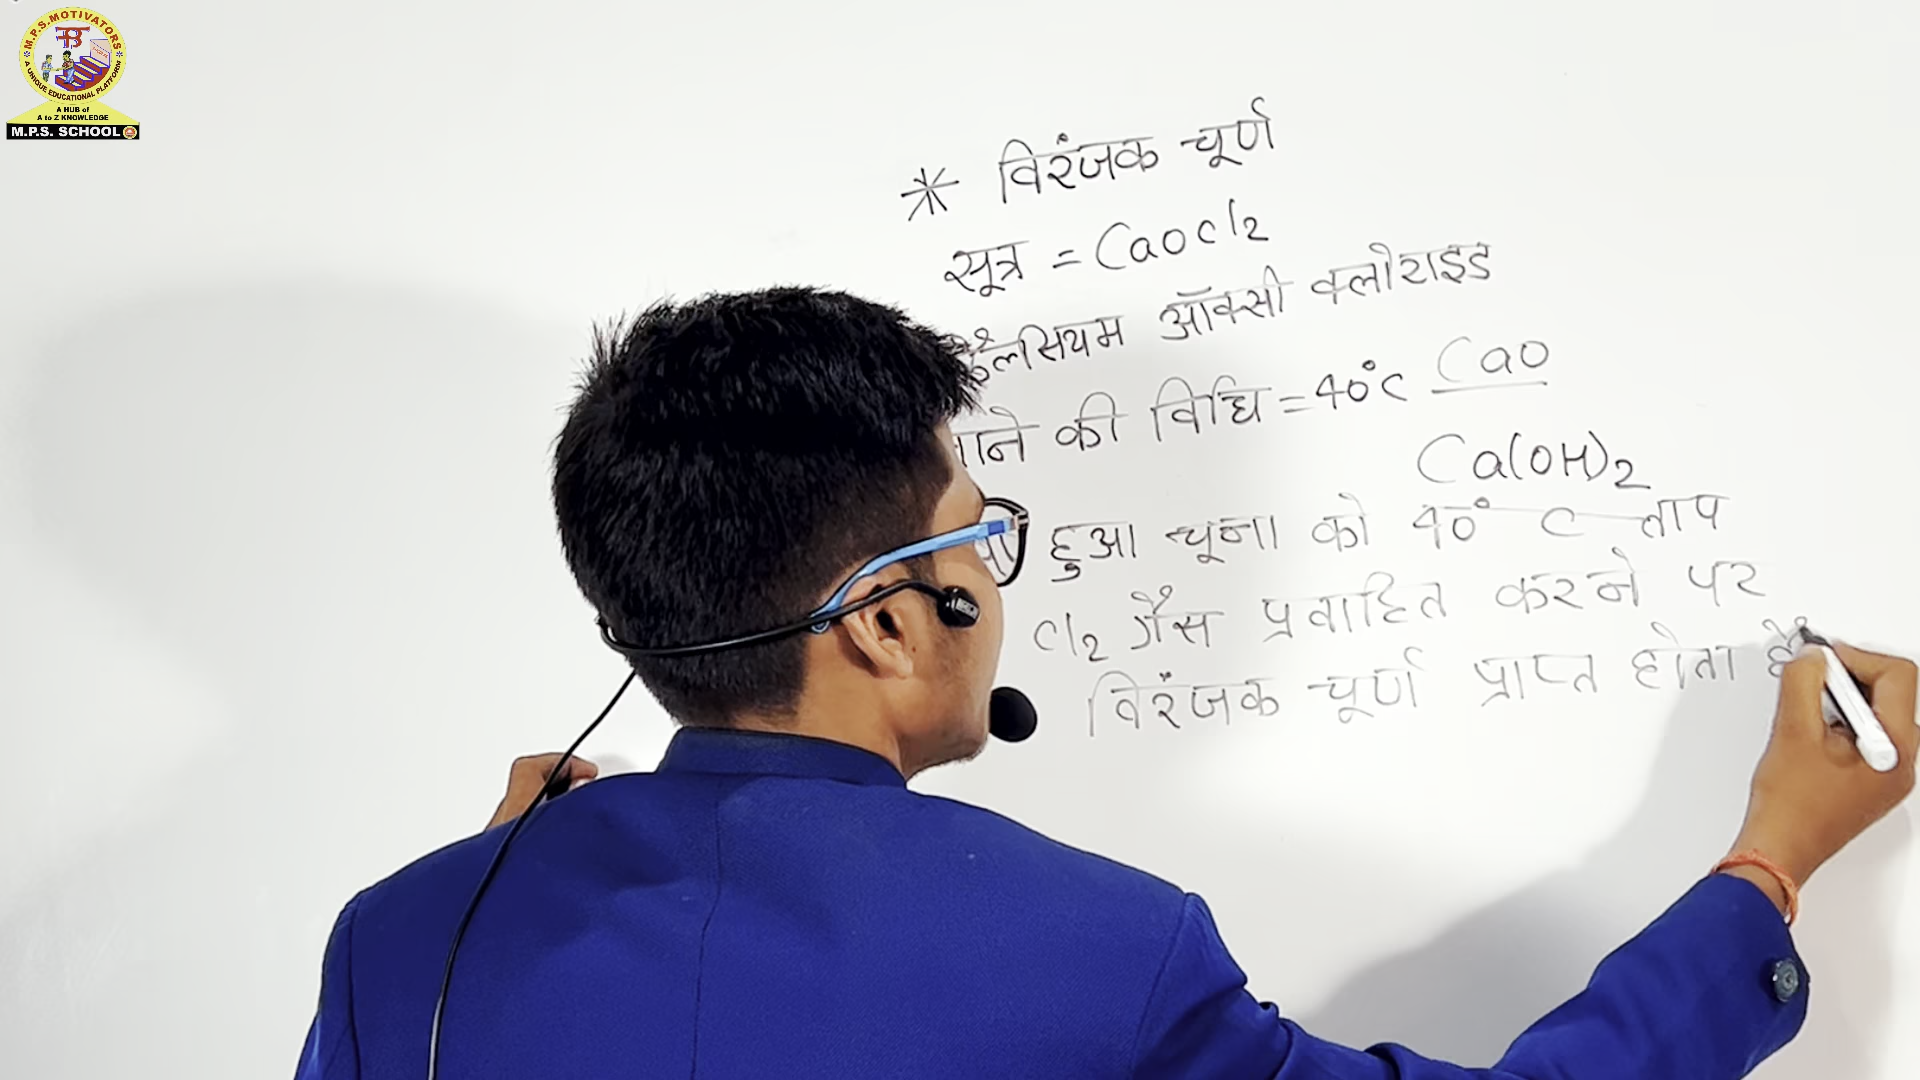 M.P.S. MOTIVATORS
A UNIQUE EDUCATIONAL PLATFORM
A HUB of
A to Z KNOWLEDGE
M.P.S. SCHOOL
* विरंजक चूर्ण
सूत्र = CaOCl2
कैल्सियम ऑक्सी क्लोराइड
की विधि = 40°C CaO
Ca(OH)2
हुआ चूना को 40° C ताप
Cl2 गैस प्रवाहित करने पर
विरंजक चूर्ण प्राप्त होता है